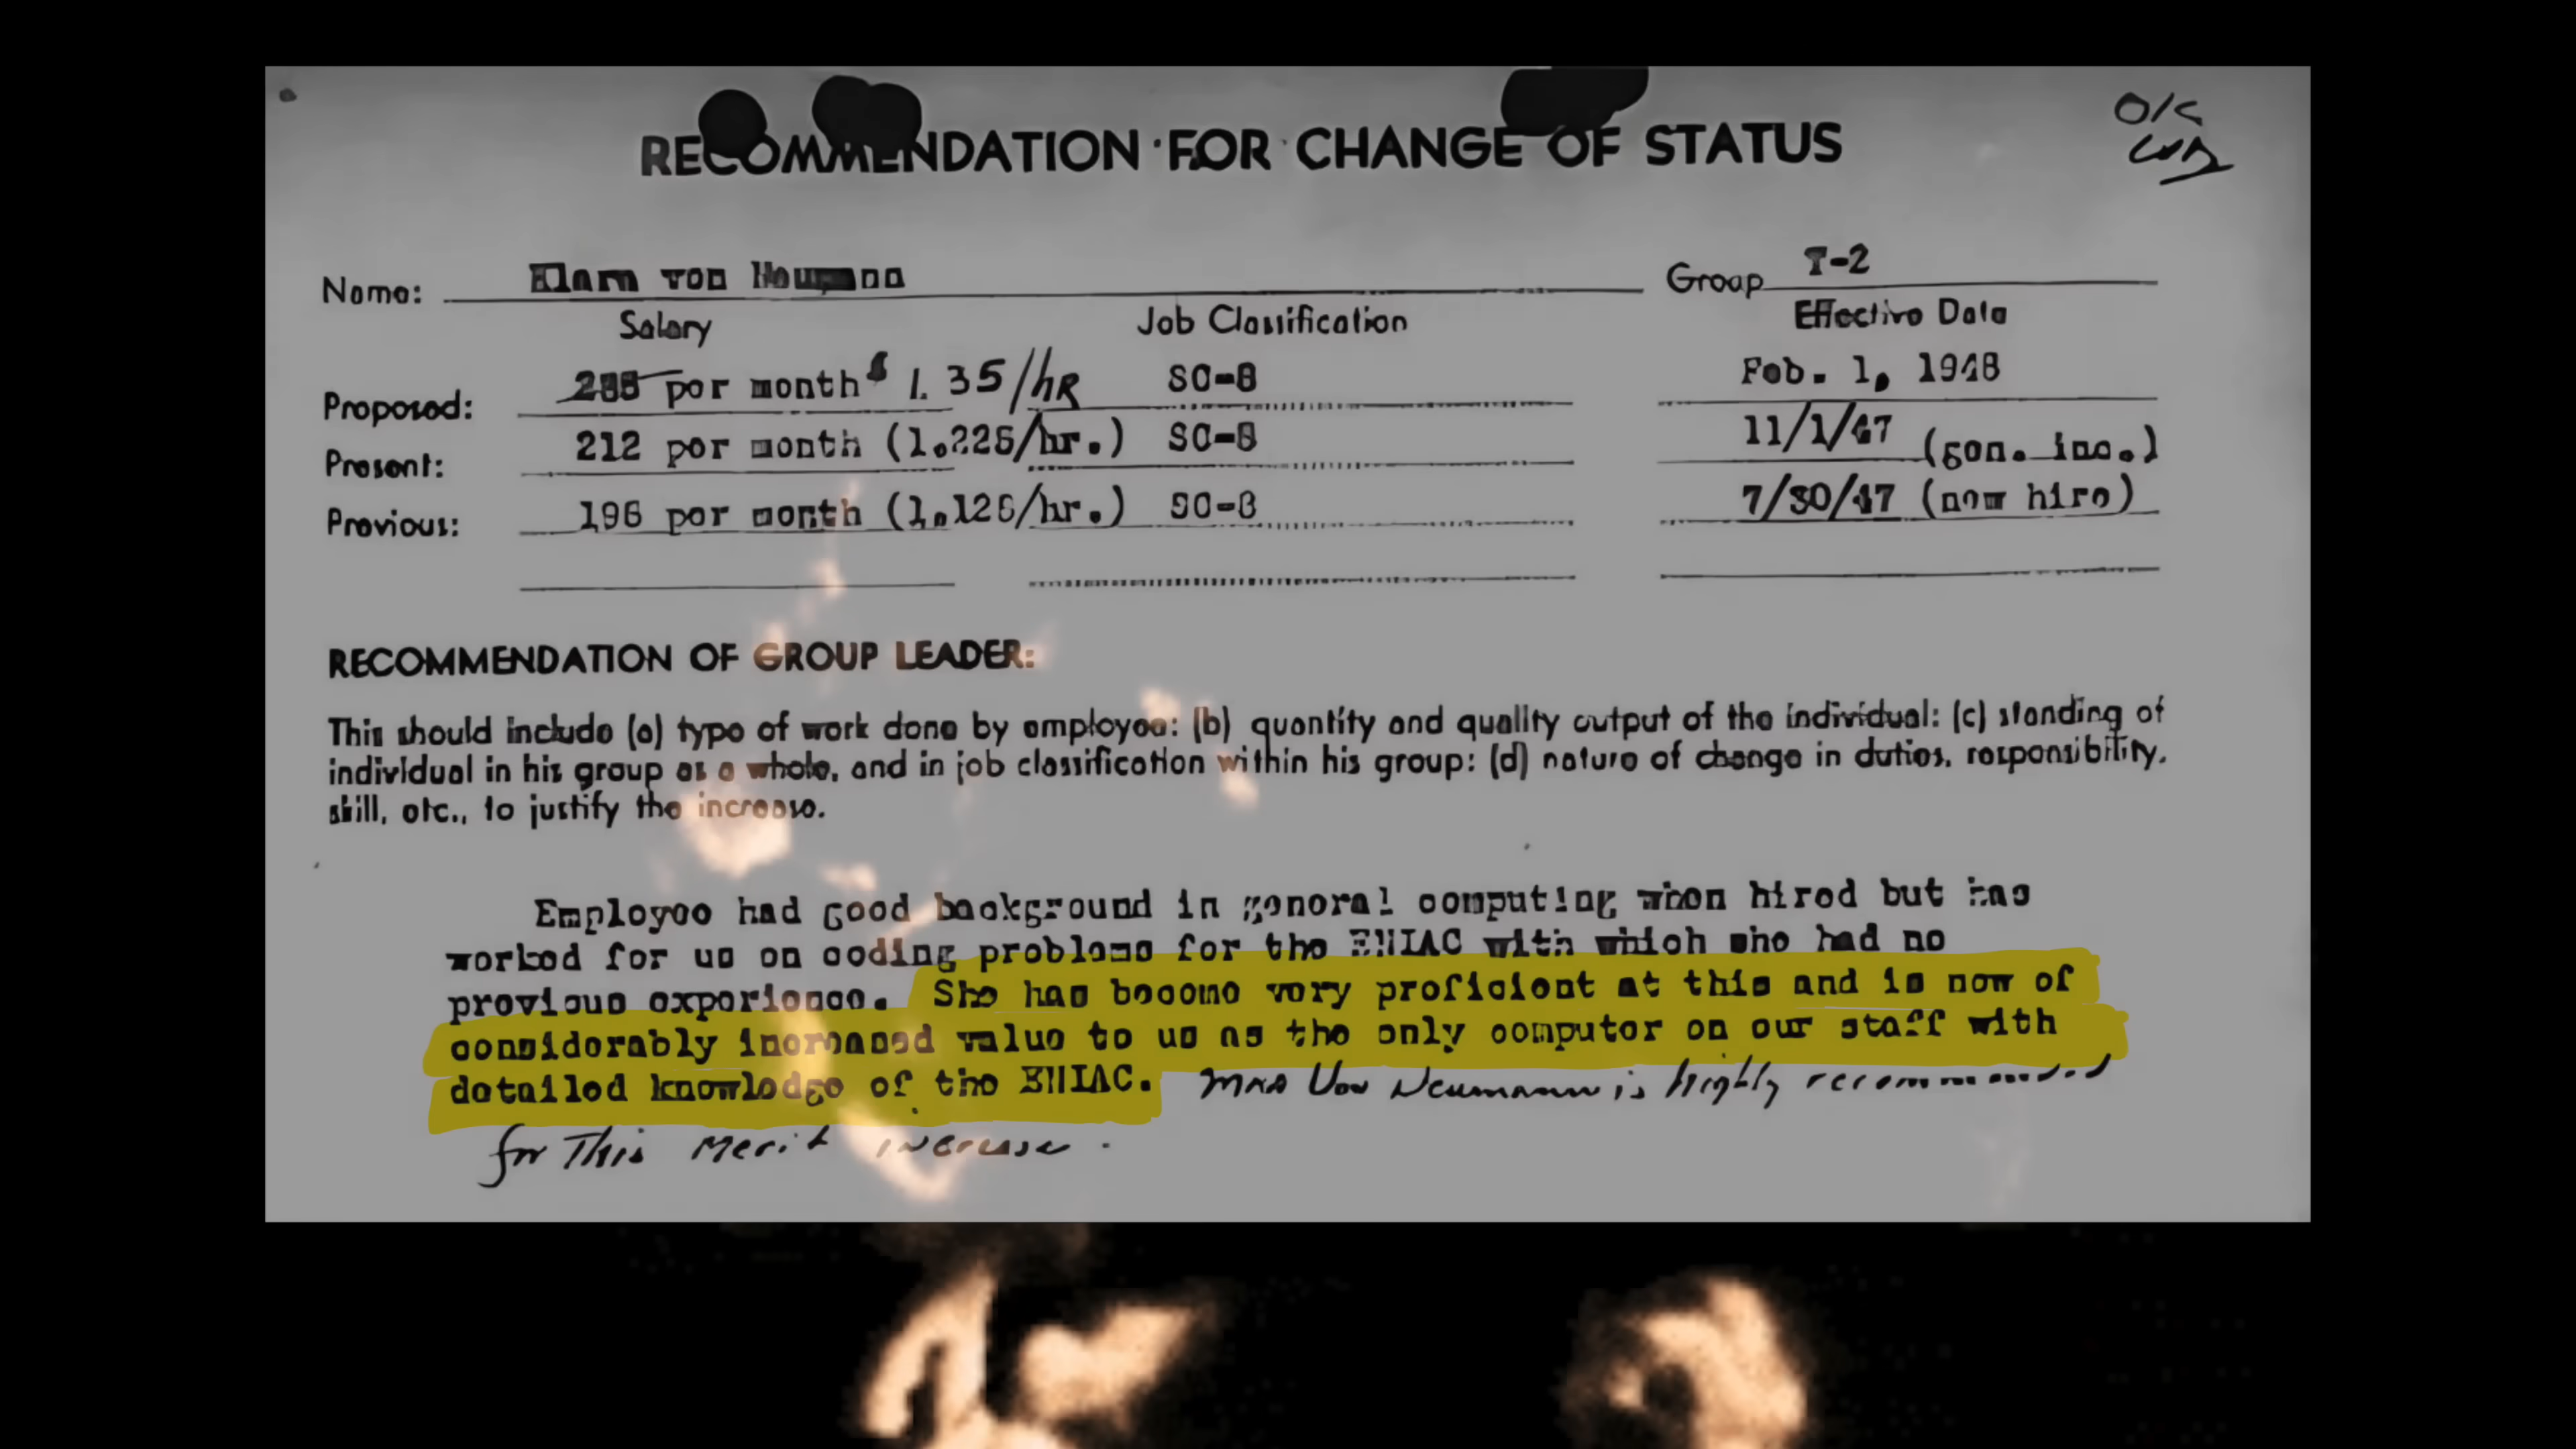 RECOMMENDATION FOR CHANGE OF STATUS
O/C
Name: Klara von Neumann Group T-2
Salary Job Classification Effective Date
Proposed: per month $ 1.35/hR SC-8 Feb. 1, 1948
Present: 212 per month (1.225/hr.) SC-8 11/1/47 (gen. inc.)
Previous: 195 per month (1.125/hr.) SC-8 7/30/47 (new hire)
RECOMMENDATION OF GROUP LEADER:
This should include (a) type of work done by employee: (b) quantity and quality output of the individual: (c) standing of
individual in his group as a whole, and in job classification within his group: (d) nature of change in duties, responsibility,
skill, etc., to justify the increase.
Employee had good background in general computing when hired but has
worked for us on coding problems for the ENIAC with which she had no
previous experience. She has become very proficient at this and is now of
considerably increased value to us as the only computor on our staff with
detailed knowledge of the ENIAC. Mrs Von Neumann is highly recommended
for This Merit increase.